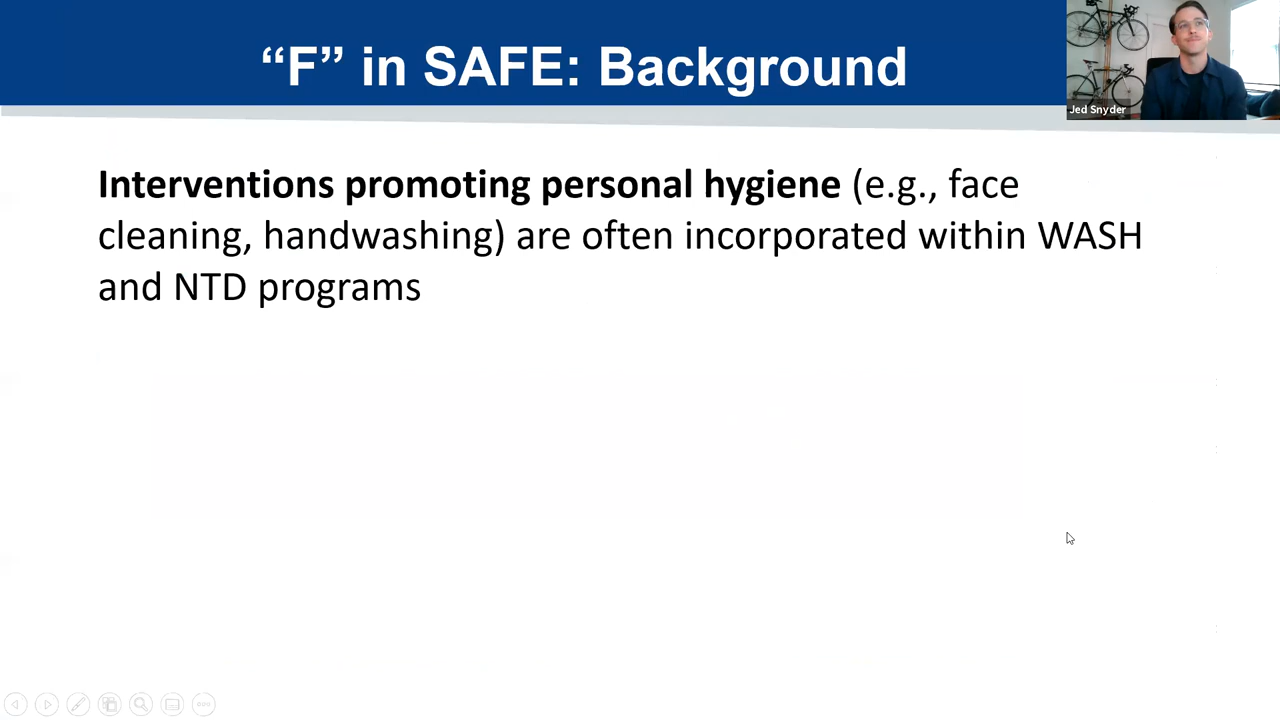 “F” in SAFE: Background
Jed Snyder
Interventions promoting personal hygiene (e.g., face
cleaning, handwashing) are often incorporated within WASH
and NTD programs